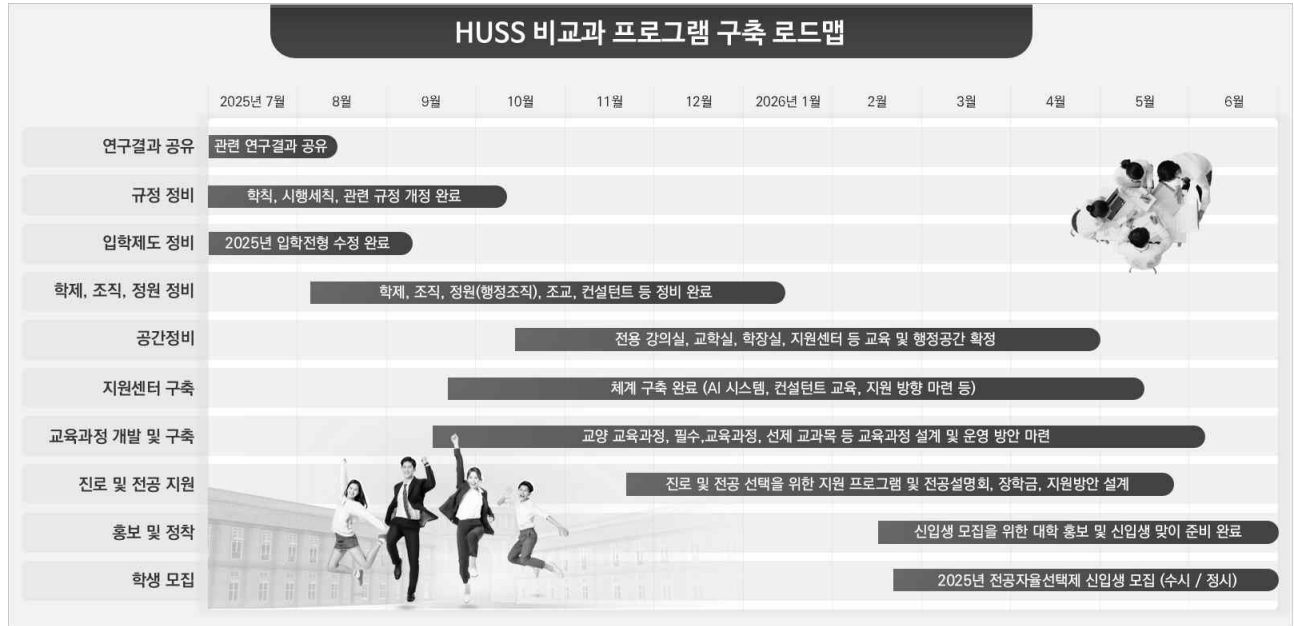 HUSS 비교과 프로그램 구축 로드맵
2025년 7월 8월 9월 10월 11월 12월 2026년 1월 2월 3월 4월 5월 6월
연구결과 공유 관련 연구결과 공유
규정 정비 학칙, 시행세칙, 관련 규정 개정 완료
입학제도 정비 2025년 입학전형 수정 완료
학제, 조직, 정원 정비 학제, 조직, 정원(행정조직), 조교, 컨설턴트 등 정비 완료
공간정비 전용 강의실, 교학실, 학장실, 지원센터 등 교육 및 행정공간 확정
지원센터 구축 체계 구축 완료 (AI 시스템, 컨설턴트 교육, 지원 방향 마련 등)
교육과정 개발 및 구축 교양 교육과정, 필수,교육과정, 선제 교과목 등 교육과정 설계 및 운영 방안 마련
진로 및 전공 지원 진로 및 전공 선택을 위한 지원 프로그램 및 전공설명회, 장학금, 지원방안 설계
홍보 및 정착 신입생 모집을 위한 대학 홍보 및 신입생 맞이 준비 완료
학생 모집 2025년 전공자율선택제 신입생 모집 (수시 / 정시)